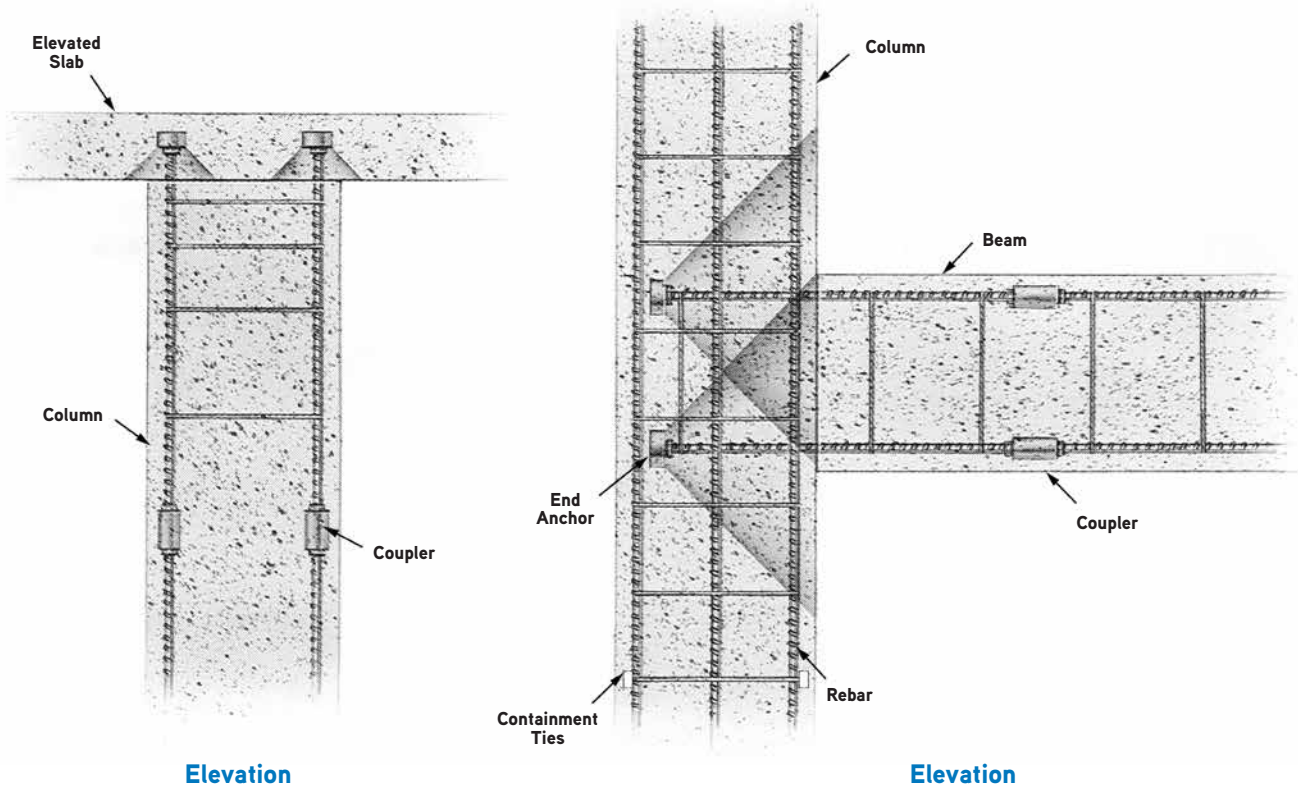 Elevated
Slab
Column
Coupler
Elevation
Column
Beam
End
Anchor
Coupler
Rebar
Containment
Ties
Elevation